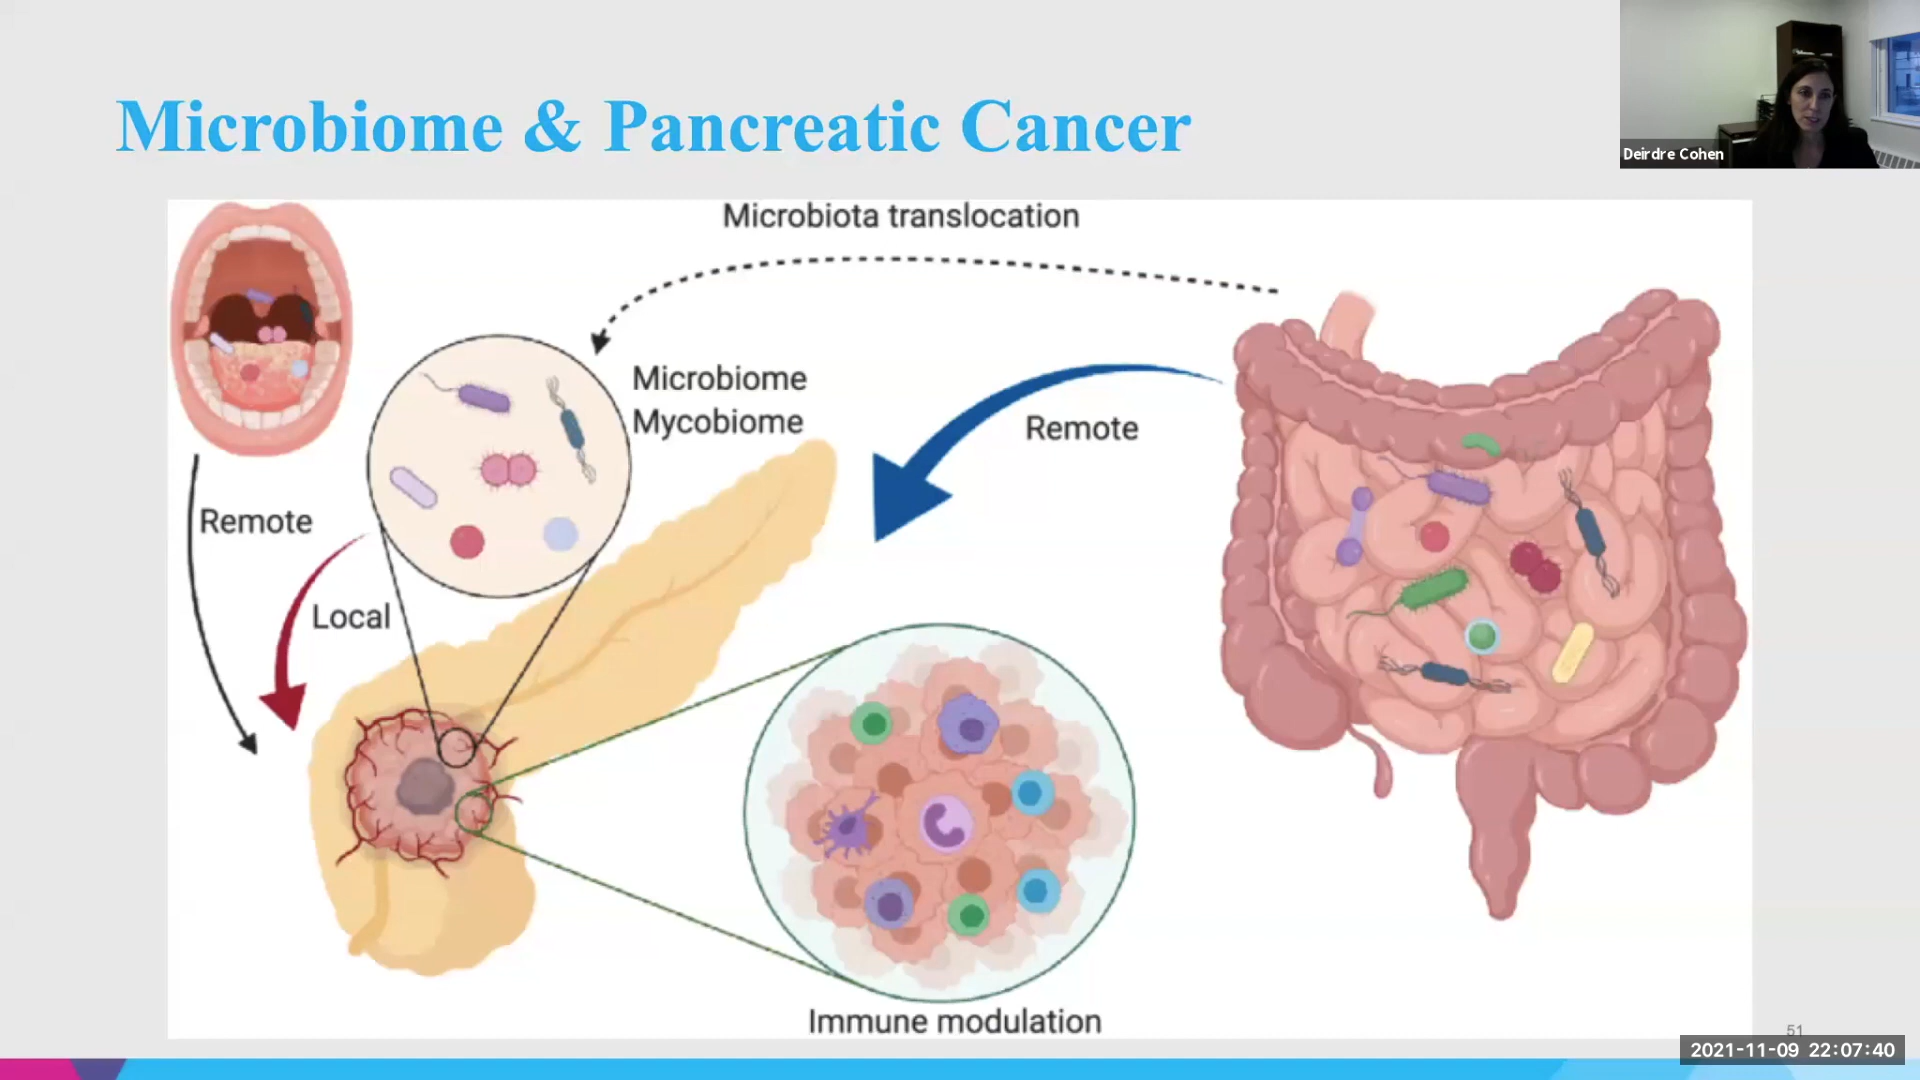 Microbiome & Pancreatic Cancer
Deirdre Cohen
Microbiota translocation
Microbiome
Mycobiome
Remote
Remote
Local
Immune modulation
51
2021-11-09 22:07:40